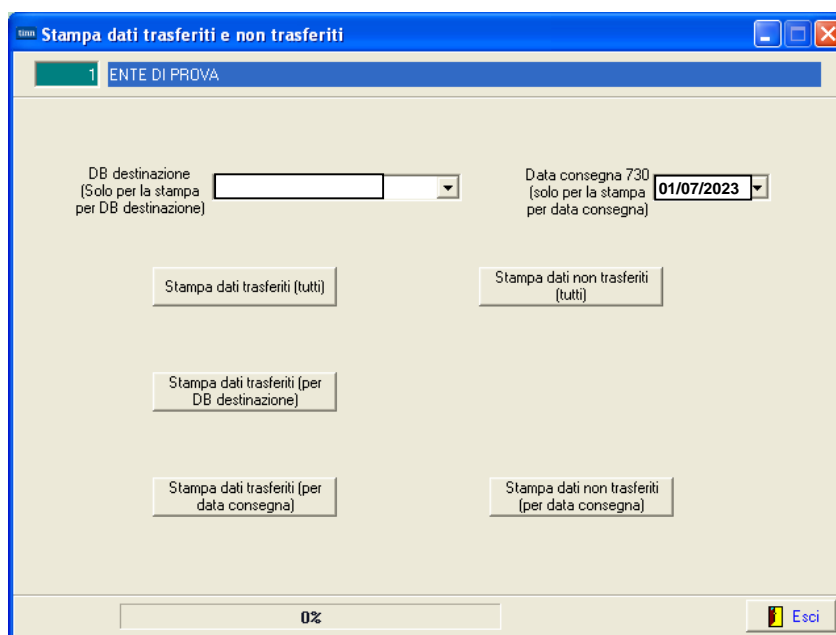 tinn Stampa dati trasferiti e non trasferiti
1 ENTE DI PROVA
DB destinazione
(Solo per la stampa
per DB destinazione)
Data consegna 730
(solo per la stampa
per data consegna)
01/07/2023
Stampa dati trasferiti (tutti)
Stampa dati non trasferiti
(tutti)
Stampa dati trasferiti (per
DB destinazione)
Stampa dati trasferiti (per
data consegna)
Stampa dati non trasferiti
(per data consegna)
0%
Esci